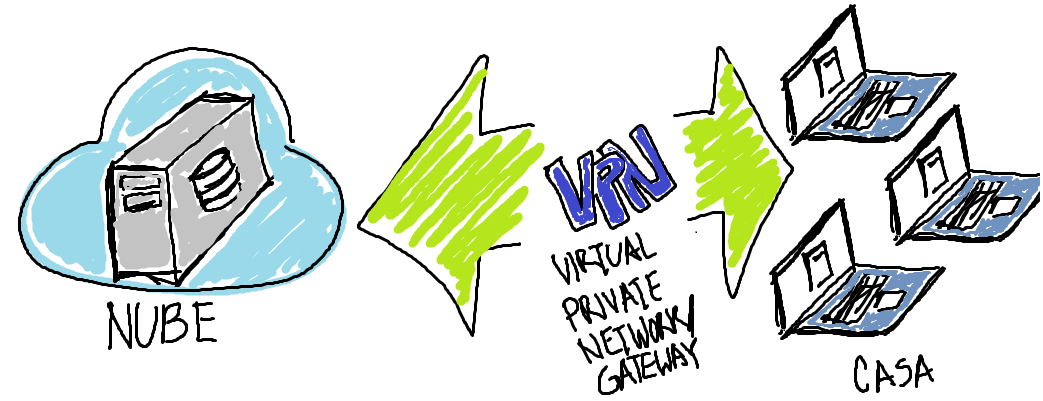 NUBE
VPN
VIRTUAL
PRIVATE
NETWORK/
GATEWAY
CASA